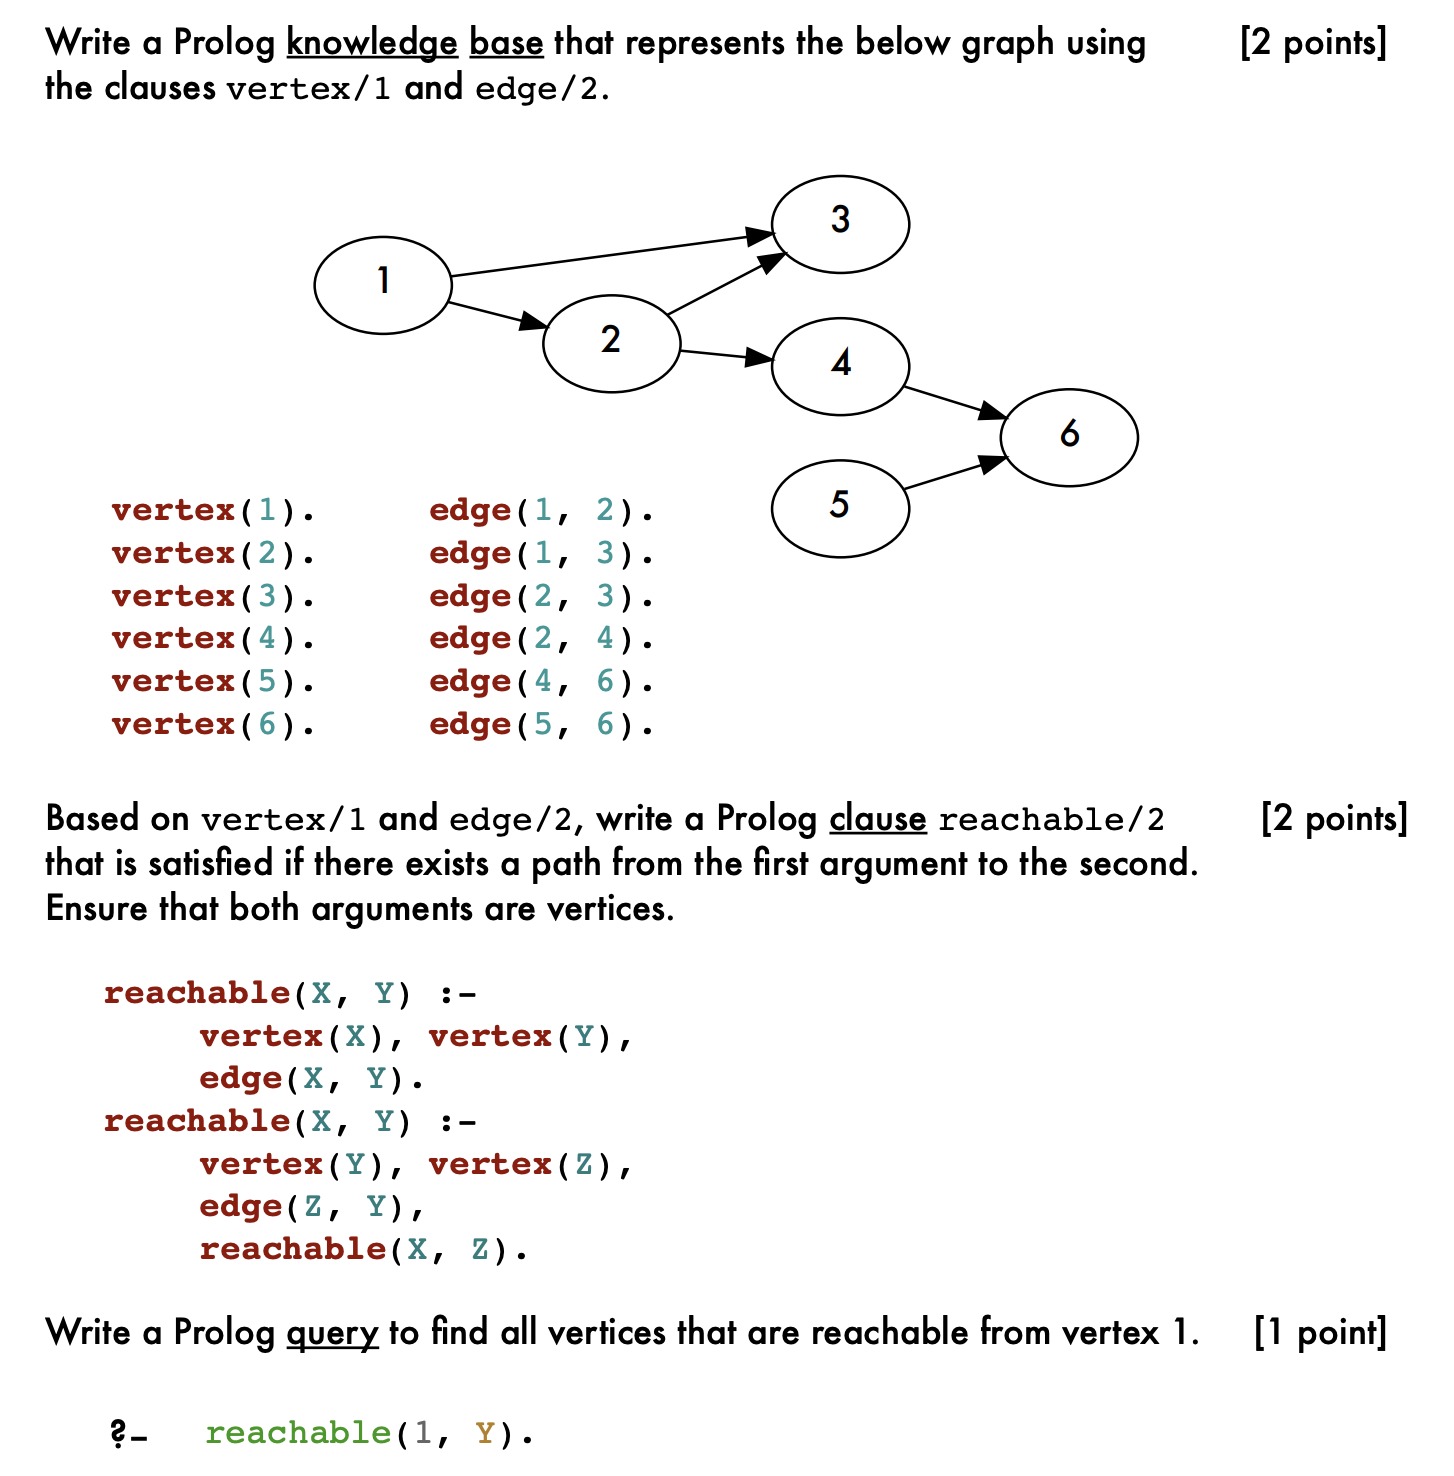 Write a Prolog knowledge base that represents the below graph using [2 points]
the clauses vertex/1 and edge/2.
3
1
2
4
6
5
vertex(1). edge(1, 2).
vertex(2). edge(1, 3).
vertex(3). edge(2, 3).
vertex(4). edge(2, 4).
vertex(5). edge(4, 6).
vertex(6). edge(5, 6).
Based on vertex/1 and edge/2, write a Prolog clause reachable/2 [2 points]
that is satisfied if there exists a path from the first argument to the second.
Ensure that both arguments are vertices.
reachable(X, Y) :-
vertex(X), vertex(Y),
edge(X, Y).
reachable(X, Y) :-
vertex(Y), vertex(Z),
edge(Z, Y),
reachable(X, Z).
Write a Prolog query to find all vertices that are reachable from vertex 1. [1 point]
?- reachable(1, Y).